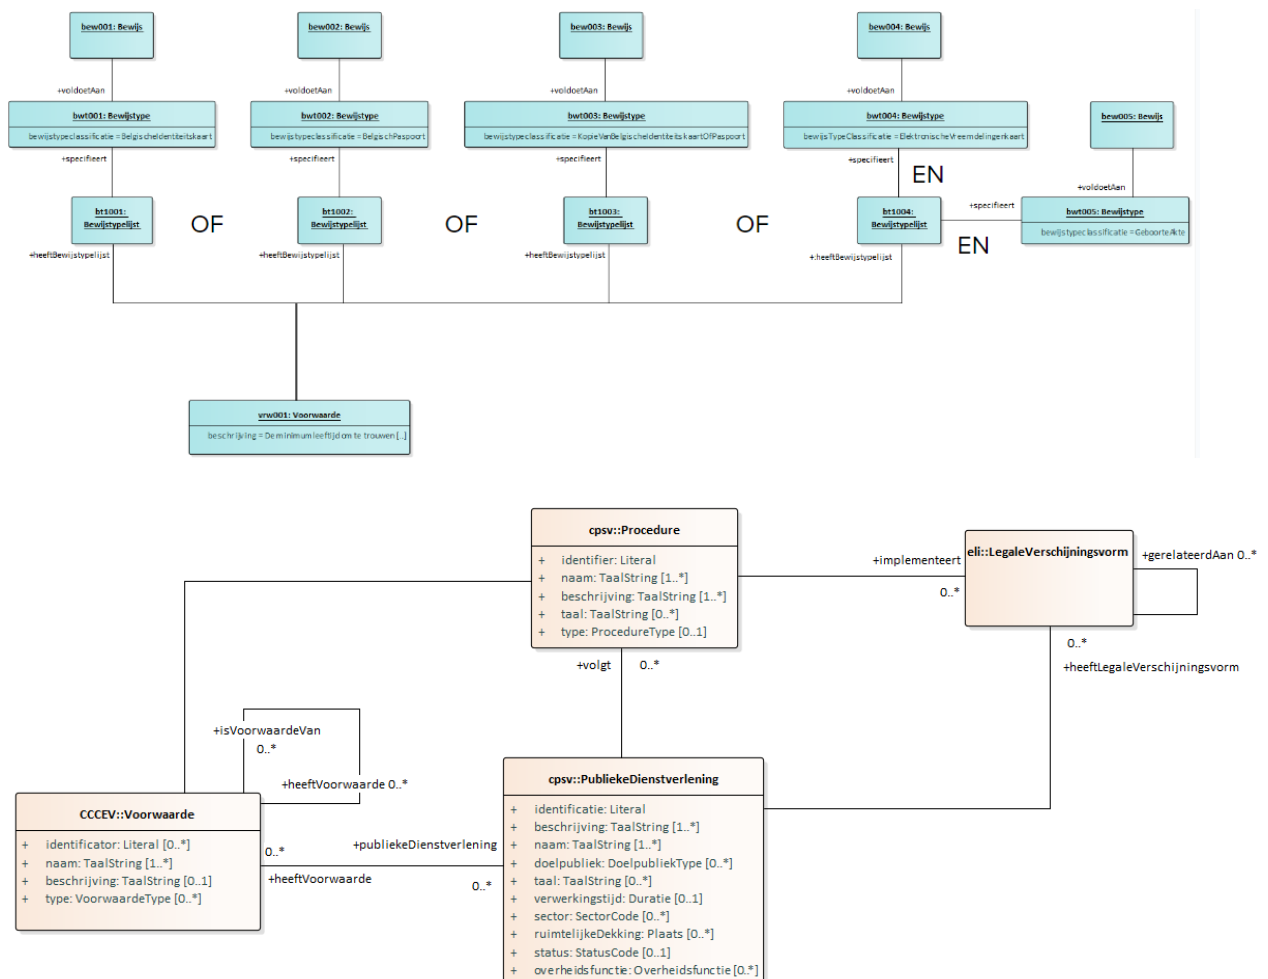 bew001: Bewijs
bew002: Bewijs
bew003: Bewijs
bew004: Bewijs
+voldoetAan
+voldoetAan
+voldoetAan
+voldoetAan
bwt001: Bewijstype
bewijstypeclassificatie = BelgischeIdentiteitskaart
bwt002: Bewijstype
bewijstypeclassificatie = BelgischPaspoort
bwt003: Bewijstype
bewijstypeclassificatie = KopieVanBelgischeIdentiteitskaartOfPaspoort
bwt004: Bewijstype
bewijsTypeClassificatie = ElektronischeVreemdelingenkaart
bew005: Bewijs
+specifieert
+specifieert
+specifieert
+specifieert
EN
+voldoetAan
bt1001:
Bewijstypelijst
OF
bt1002:
Bewijstypelijst
OF
bt1003:
Bewijstypelijst
OF
bt1004:
Bewijstypelijst
+specifieert
EN
bwt005: Bewijstype
bewijstypeclassificatie = GeboorteAkte
+heeftBewijstypelijst
+heeftBewijstypelijst
+heeftBewijstypelijst
+.heeftBewijstypelijst
vrw001: Voorwaarde
beschrijving = De minimum leeftijd om te trouwen [..]
cpsv::Procedure
+ identifier: Literal
+ naam: TaalString [1..*]
+ beschrijving: TaalString [1..*]
+ taal: TaalString [0..*]
+ type: ProcedureType [0..1]
+implementeert
0..*
eli::LegaleVerschijningsvorm
+gerelateerdAan 0..*
+volgt 0..*
0..*
+heeftLegaleVerschijningsvorm
+isVoorwaardeVan
0..*
+heeftVoorwaarde 0..*
CCCEV::Voorwaarde
+ identificator: Literal [0..*]
+ naam: TaalString [1..*]
+ beschrijving: TaalString [0..1]
+ type: VoorwaardeType [0..*]
0..*
+heeftVoorwaarde
+publiekeDienstverlening
0..*
cpsv::PubliekeDienstverlening
+ identificatie: Literal
+ beschrijving: TaalString [1..*]
+ naam: TaalString [1..*]
+ doelpubliek: DoelpubliekType [0..*]
+ taal: TaalString [0..*]
+ verwerkingstijd: Duratie [0..1]
+ sector: SectorCode [0..*]
+ ruimtelijkeDekking: Plaats [0..*]
+ status: StatusCode [0..1]
+ overheidsfunctie: Overheidsfunctie [0..*]